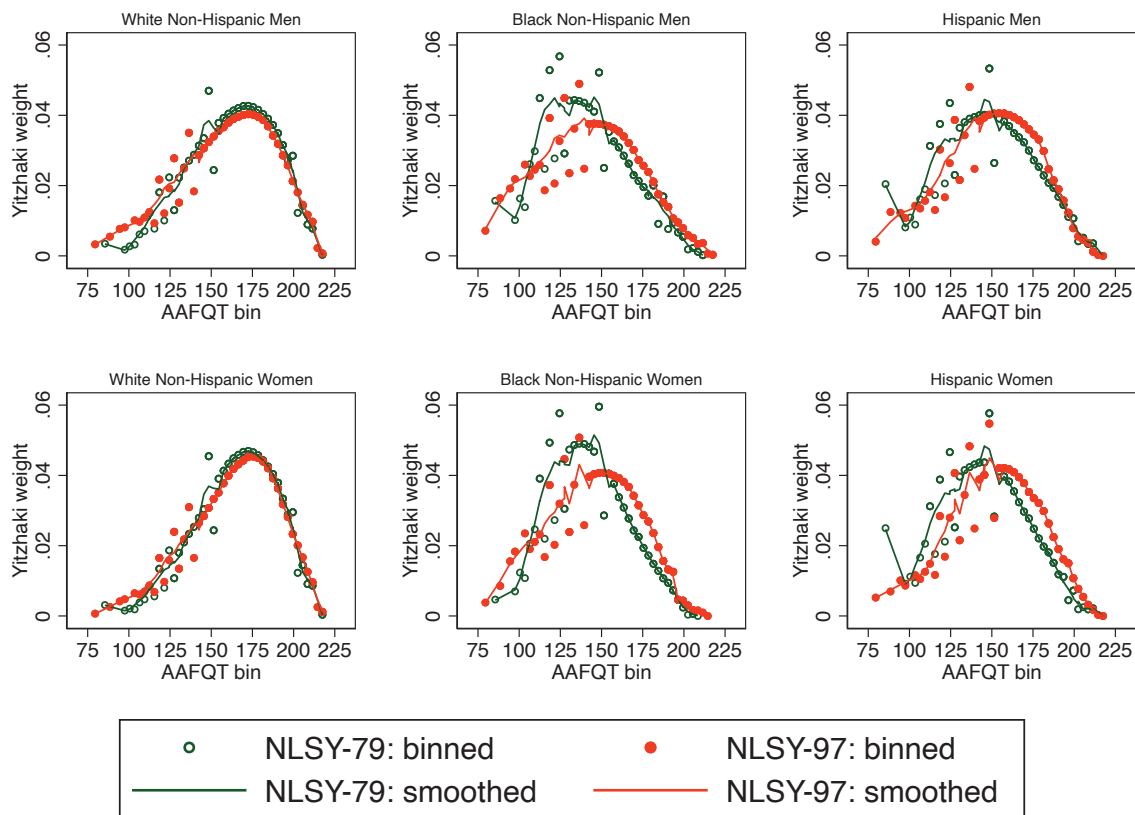 White Non-Hispanic Men
Black Non-Hispanic Men
Hispanic Men
Yitzhaki weight
0 .02 .04 .06
75 100 125 150 175 200 225
AAFQT bin
Yitzhaki weight
0 .02 .04 .06
75 100 125 150 175 200 225
AAFQT bin
Yitzhaki weight
0 .02 .04 .06
75 100 125 150 175 200 225
AAFQT bin
White Non-Hispanic Women
Black Non-Hispanic Women
Hispanic Women
Yitzhaki weight
0 .02 .04 .06
75 100 125 150 175 200 225
AAFQT bin
Yitzhaki weight
0 .02 .04 .06
75 100 125 150 175 200 225
AAFQT bin
Yitzhaki weight
0 .02 .04 .06
75 100 125 150 175 200 225
AAFQT bin
NLSY-79: binned
NLSY-97: binned
NLSY-79: smoothed
NLSY-97: smoothed